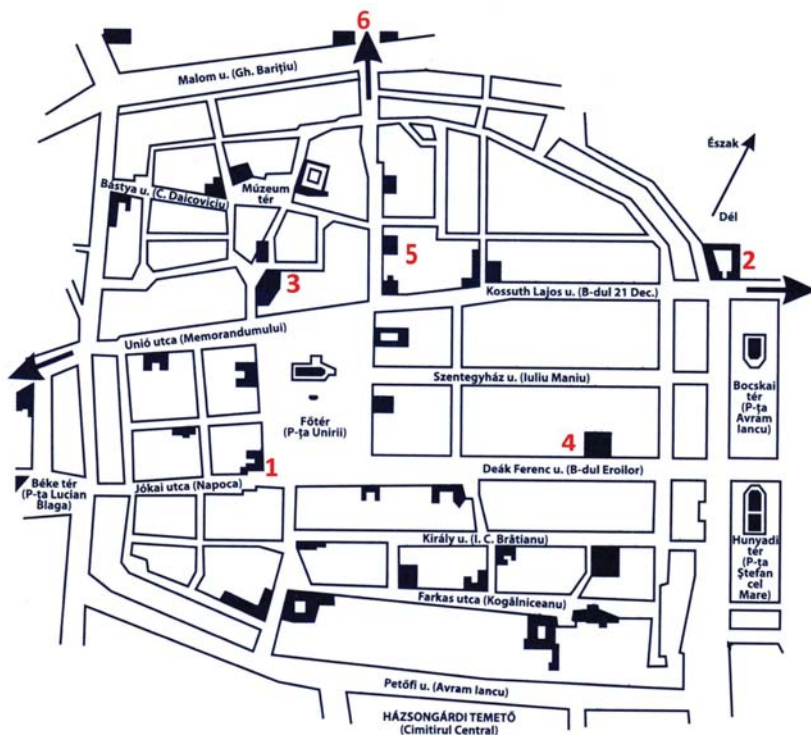 6
Malom u. (Gh. Barițiu)
Észak
Dél
Bástya u. (C. Daicoviciu)
Múzeum
tér
5
2
3
Kossuth Lajos u. (B-dul 21 Dec.)
Unió utca (Memorandumului)
Szentegyház u. (Iuliu Maniu)
Bocskai
tér
(P-ța
Avram
Iancu)
Főtér
(P-ța Unirii)
4
1
Deák Ferenc u. (B-dul Eroilor)
Béke tér
(P-ta Lucian
Blaga)
Jókai utca (Napoca)
Király u. (I. C. Brătianu)
Hunyadi
tér
(P-ța
Ştefan
cel
Mare)
Farkas utca (Kogâlniceanu)
Petőfi u. (Avram Iancu)
HÁZSONGÁRDI TEMETŐ
(Cimitirul Central)